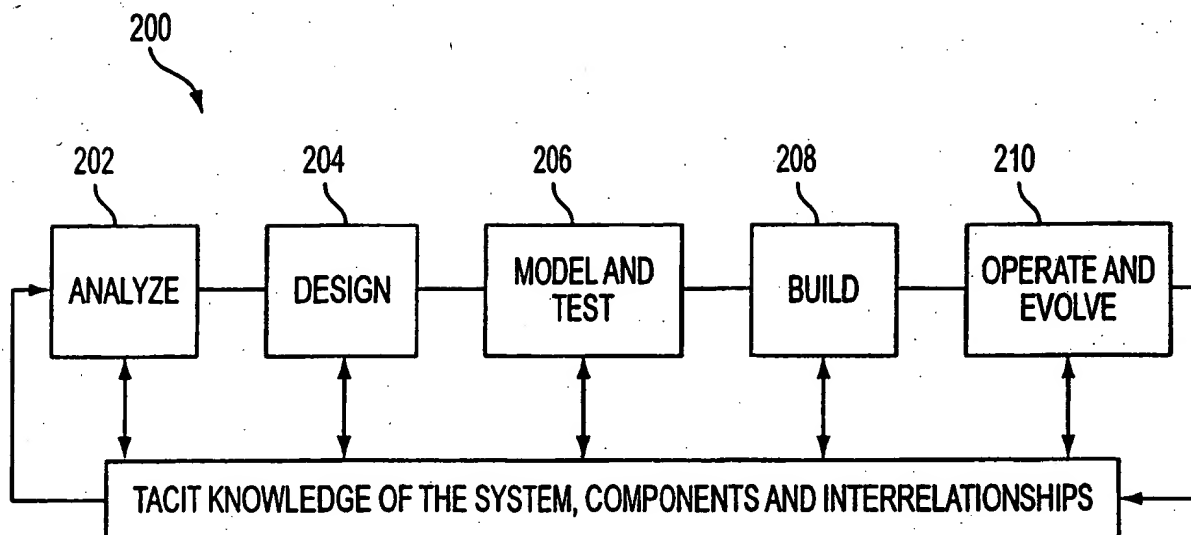 200
202
204
206
208
210
ANALYZE
DESIGN
MODEL AND
TEST
BUILD
OPERATE AND
EVOLVE
TACIT KNOWLEDGE OF THE SYSTEM, COMPONENTS AND INTERRELATIONSHIPS